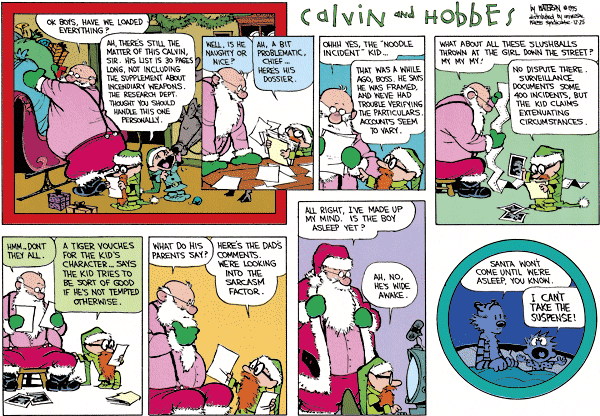 calvin and HOBBES
by WATTERSON ©1995
distributed by universal
press syndicate 12-25
OK BOYS, HAVE WE LOADED
EVERYTHING?
AH, THERE'S STILL THE
MATTER OF THIS CALVIN,
SIR. HIS LIST IS 30 PAGES
LONG, NOT INCLUDING
THE SUPPLEMENT ABOUT
INCENDIARY WEAPONS.
THE RESEARCH DEPT.
THOUGHT YOU SHOULD
HANDLE THIS ONE
PERSONALLY.
WELL, IS HE
NAUGHTY OR
NICE?
AH, A BIT
PROBLEMATIC,
CHIEF...
HERE'S HIS
DOSSIER.
OHHH YES, THE "NOODLE
INCIDENT" KID...
THAT WAS A WHILE
AGO, BOSS. HE SAYS
HE WAS FRAMED,
AND WE'VE HAD
TROUBLE VERIFYING
THE PARTICULARS.
ACCOUNTS SEEM
TO VARY.
WHAT ABOUT ALL THESE SLUSHBALLS
THROWN AT THE GIRL DOWN THE STREET?
MY MY MY!
NO DISPUTE THERE.
SURVEILLANCE
DOCUMENTS SOME
400 INCIDENTS, BUT
THE KID CLAIMS
EXTENUATING
CIRCUMSTANCES.
HMM...DON'T
THEY ALL.
A TIGER VOUCHES
FOR THE KID'S
CHARACTER... SAYS
THE KID TRIES TO
BE SORT OF GOOD
IF HE'S NOT TEMPTED
OTHERWISE.
WHAT DO HIS
PARENTS SAY?
HERE'S THE DAD'S
COMMENTS.
WE'RE LOOKING
INTO THE
SARCASM
FACTOR.
ALL RIGHT, I'VE MADE UP
MY MIND. IS THE BOY
ASLEEP YET?
AH, NO,
HE'S WIDE
AWAKE.
SANTA WON'T
COME UNTIL WE'RE
ASLEEP, YOU KNOW.
I CAN'T
TAKE THE
SUSPENSE!